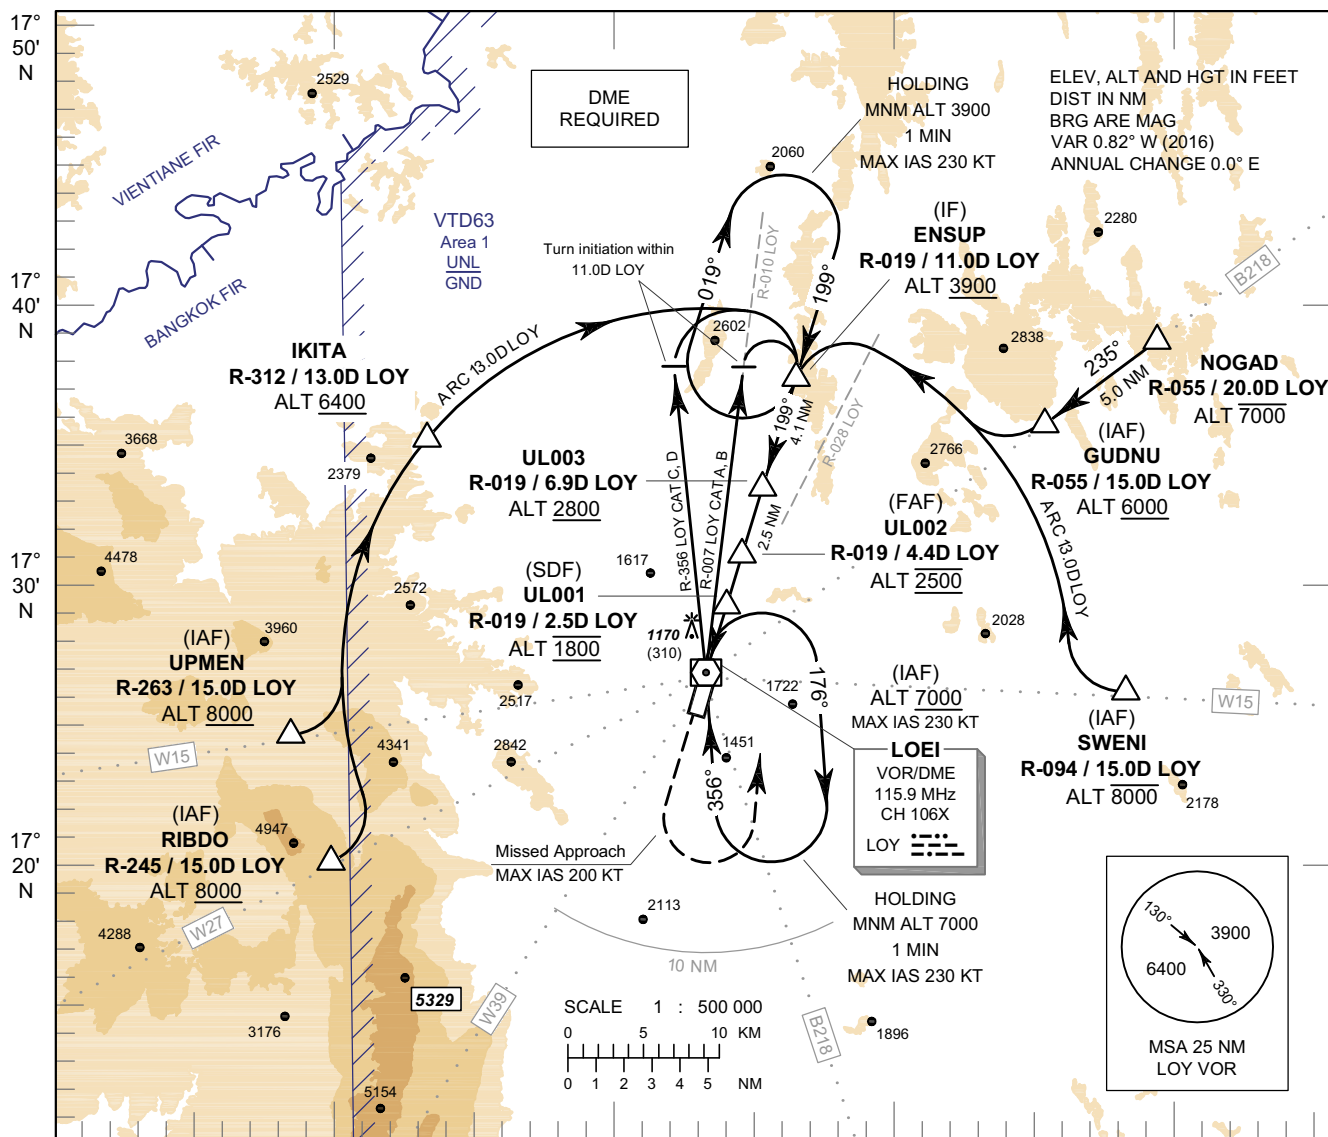 17°
50'
N
2529
DME
REQUIRED
HOLDING
MNM ALT 3900
1 MIN
MAX IAS 230 KT
ELEV, ALT AND HGT IN FEET
DIST IN NM
BRG ARE MAG
VAR 0.82° W (2016)
ANNUAL CHANGE 0.0° E
VIENTIANE FIR
BANGKOK FIR
2060
VTD63
Area 1
UNL
GND
Turn initiation within
11.0D LOY
019°
R-010 LOY
199°
(IF)
ENSUP
R-019 / 11.0D LOY
ALT 3900
2280
B218
17°
40'
N
IKITA
R-312 / 13.0D LOY
ALT 6400
ARC 13.0D LOY
2602
2838
235°
5.0 NM
NOGAD
R-055 / 20.0D LOY
ALT 7000
199°
4.1 NM
R-028 LOY
(IAF)
GUDNU
R-055 / 15.0D LOY
ALT 6000
3668
2379
UL003
R-019 / 6.9D LOY
ALT 2800
R-356 LOY CAT C, D
R-007 LOY CAT A, B
2.5 NM
2766
(FAF)
UL002
R-019 / 4.4D LOY
ALT 2500
ARC 13.0D LOY
4478
17°
30'
N
2572
1617
(SDF)
UL001
R-019 / 2.5D LOY
ALT 1800
1170
(310)
2028
3960
(IAF)
UPMEN
R-263 / 15.0D LOY
ALT 8000
2517
1722
176°
(IAF)
ALT 7000
MAX IAS 230 KT
LOEI
VOR/DME
115.9 MHz
CH 106X
LOY
W15
W15
(IAF)
SWENI
R-094 / 15.0D LOY
ALT 8000
2178
4341
2842
1451
356°
(IAF)
RIBDO
R-245 / 15.0D LOY
ALT 8000
4947
17°
20'
N
Missed Approach
MAX IAS 200 KT
HOLDING
MNM ALT 7000
1 MIN
MAX IAS 230 KT
W27
4288
2113
10 NM
5329
W39
B218
3176
1896
5154
SCALE 1 : 500 000
0 5 10 KM
0 1 2 3 4 5 NM
130°
3900
6400
330°
MSA 25 NM
LOY VOR